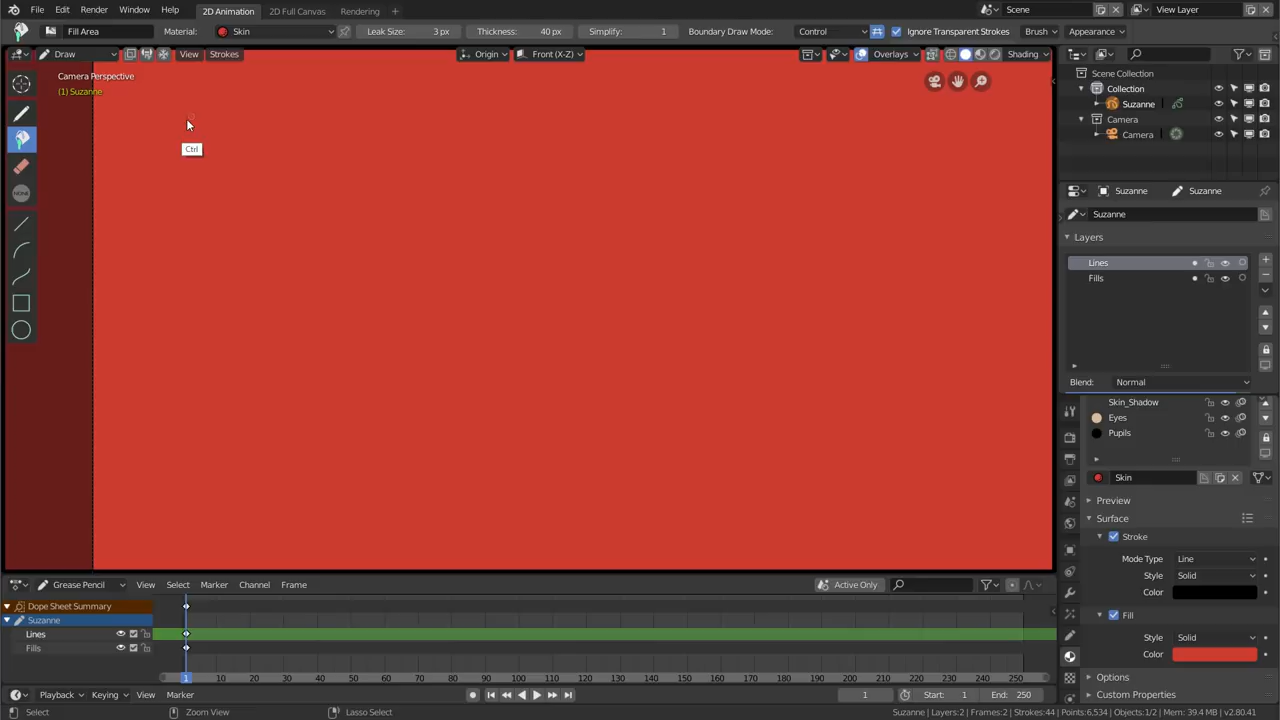 File Edit Render Window Help 2D Animation 2D Full Canvas Rendering + Scene View Layer
Fill Area Material: Skin Leak Size: 3 px Thickness: 40 px Simplify: 1 Boundary Draw Mode: Control Ignore Transparent Strokes Brush Appearance
Draw View Strokes Origin Front (X-Z) Overlays Shading
Camera Perspective
(1) Suzanne
Ctrl
NONE
Scene Collection
Collection
Suzanne
Camera
Camera
Suzanne Suzanne
Suzanne
Layers
Lines
Fills
Blend: Normal
Skin_Shadow
Eyes
Pupils
Skin
Preview
Surface
Stroke
Mode Type Line
Style Solid
Color
Fill
Style Solid
Color
Options
Custom Properties
Grease Pencil View Select Marker Channel Frame Active Only
Dope Sheet Summary
Suzanne
Lines
Fills
1 10 20 30 40 50 60 70 80 90 100 110 120 130 140 150 160 170 180 190 200 210 220 230 240 250
Playback Keying View Marker 1 Start: 1 End: 250
Select Zoom View Lasso Select Suzanne | Layers:2 | Frames:2 | Strokes:44 | Points:6,534 | Objects:1/2 | Mem: 39.4 MB | v2.80.41